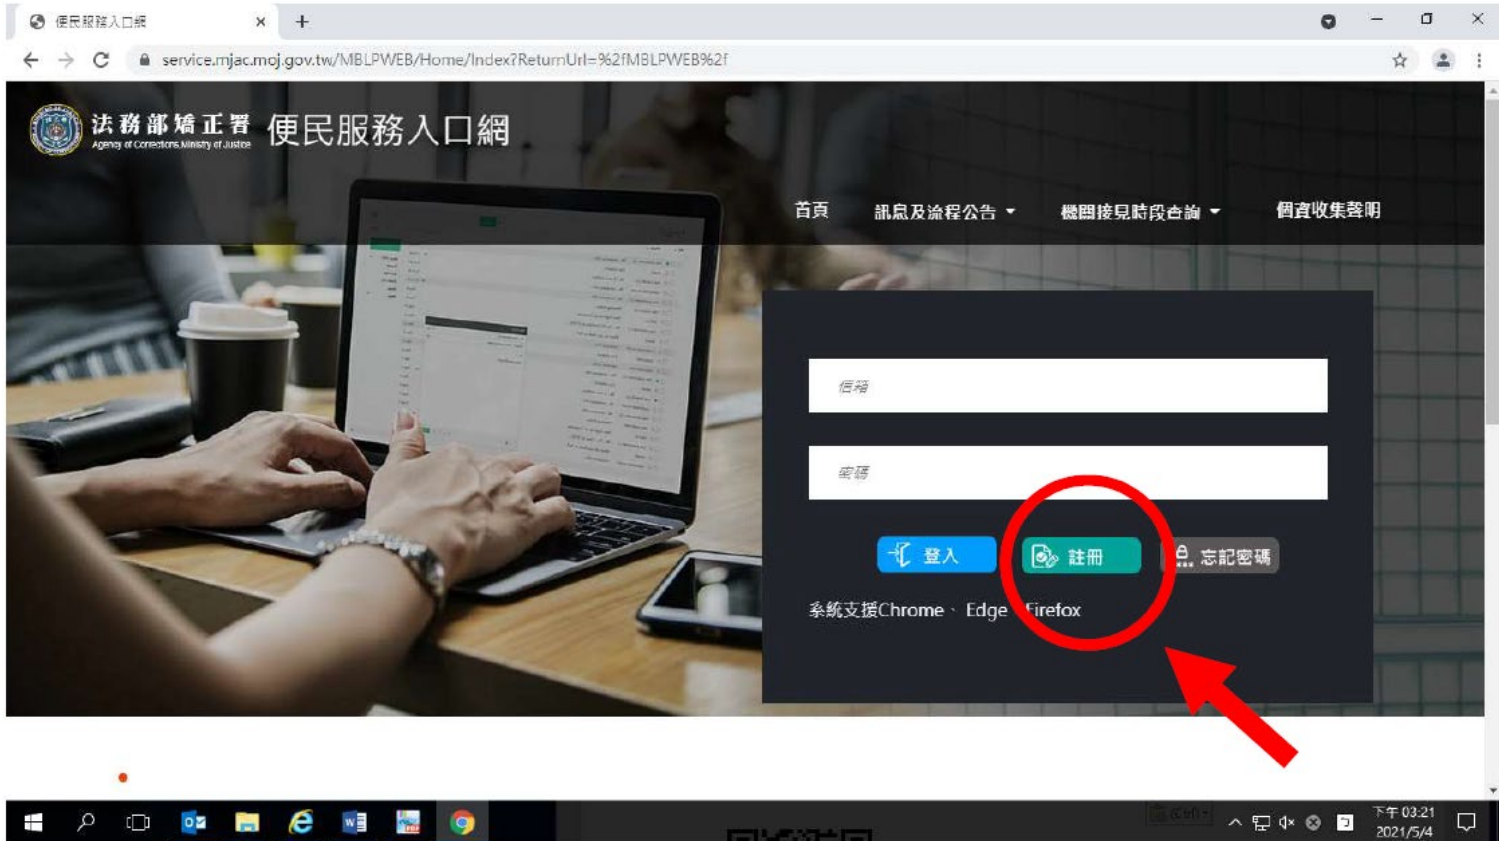 便民服務入口網
service.mjac.moj.gov.tw/MBLPWEB/Home/Index?ReturnUrl=%2fMBLPWEB%2f
法務部矯正署 便民服務入口網
Agency of Corrections,Ministry of Justice
首頁 訊息及流程公告 機關接見時段查詢 個資收集聲明
信箱
密碼
登入 註冊 忘記密碼
系統支援Chrome、 Edge Firefox
下午 03:21
2021/5/4